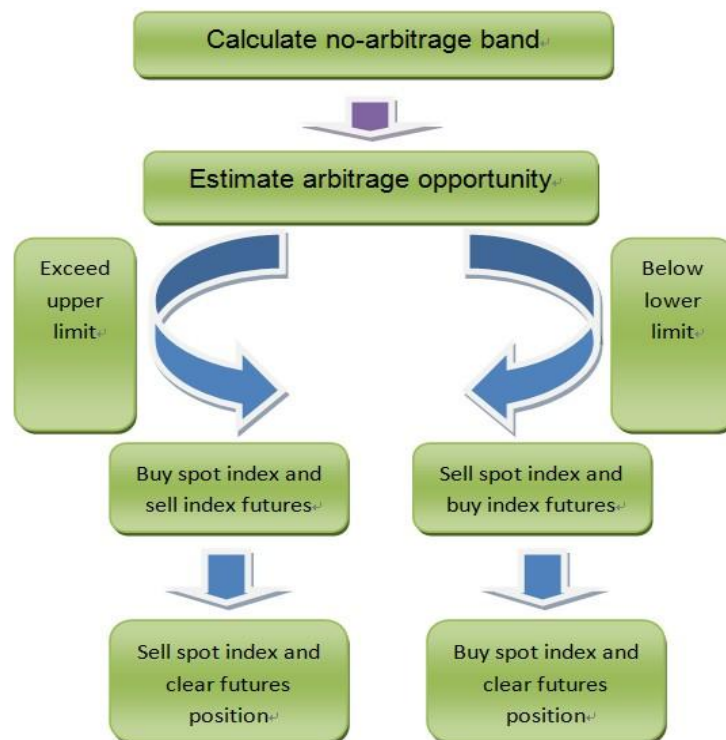 Calculate no-arbitrage band
Estimate arbitrage opportunity
Exceed
upper
limit
Below
lower
limit
Buy spot index and
sell index futures
Sell spot index and
buy index futures
Sell spot index and
clear futures
position
Buy spot index and
clear futures
position